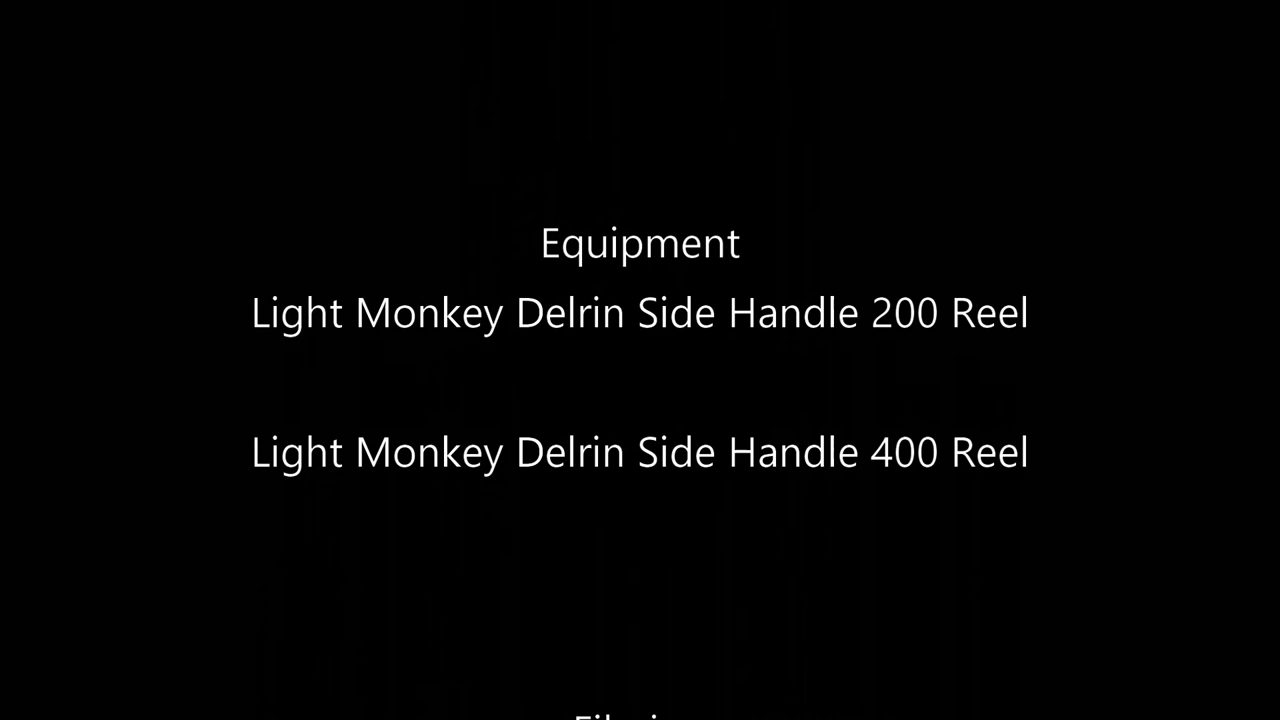 Equipment
Light Monkey Delrin Side Handle 200 Reel
Light Monkey Delrin Side Handle 400 Reel